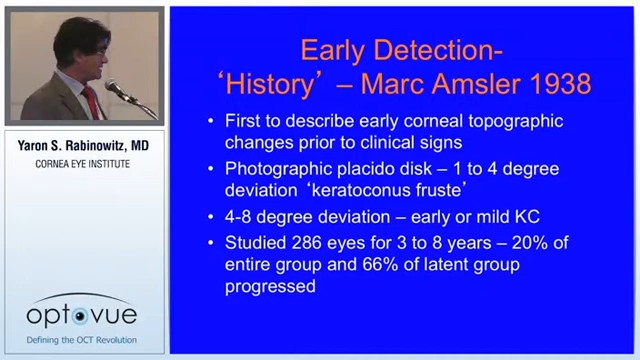 Early Detection-
‘History’ – Marc Amsler 1938
• First to describe early corneal topographic
changes prior to clinical signs
• Photographic placido disk – 1 to 4 degree
deviation ‘keratoconus fruste’
• 4-8 degree deviation – early or mild KC
• Studied 286 eyes for 3 to 8 years – 20% of
entire group and 66% of latent group
progressed
Yaron S. Rabinowitz, MD
CORNEA EYE INSTITUTE
optovue
Defining the OCT Revolution